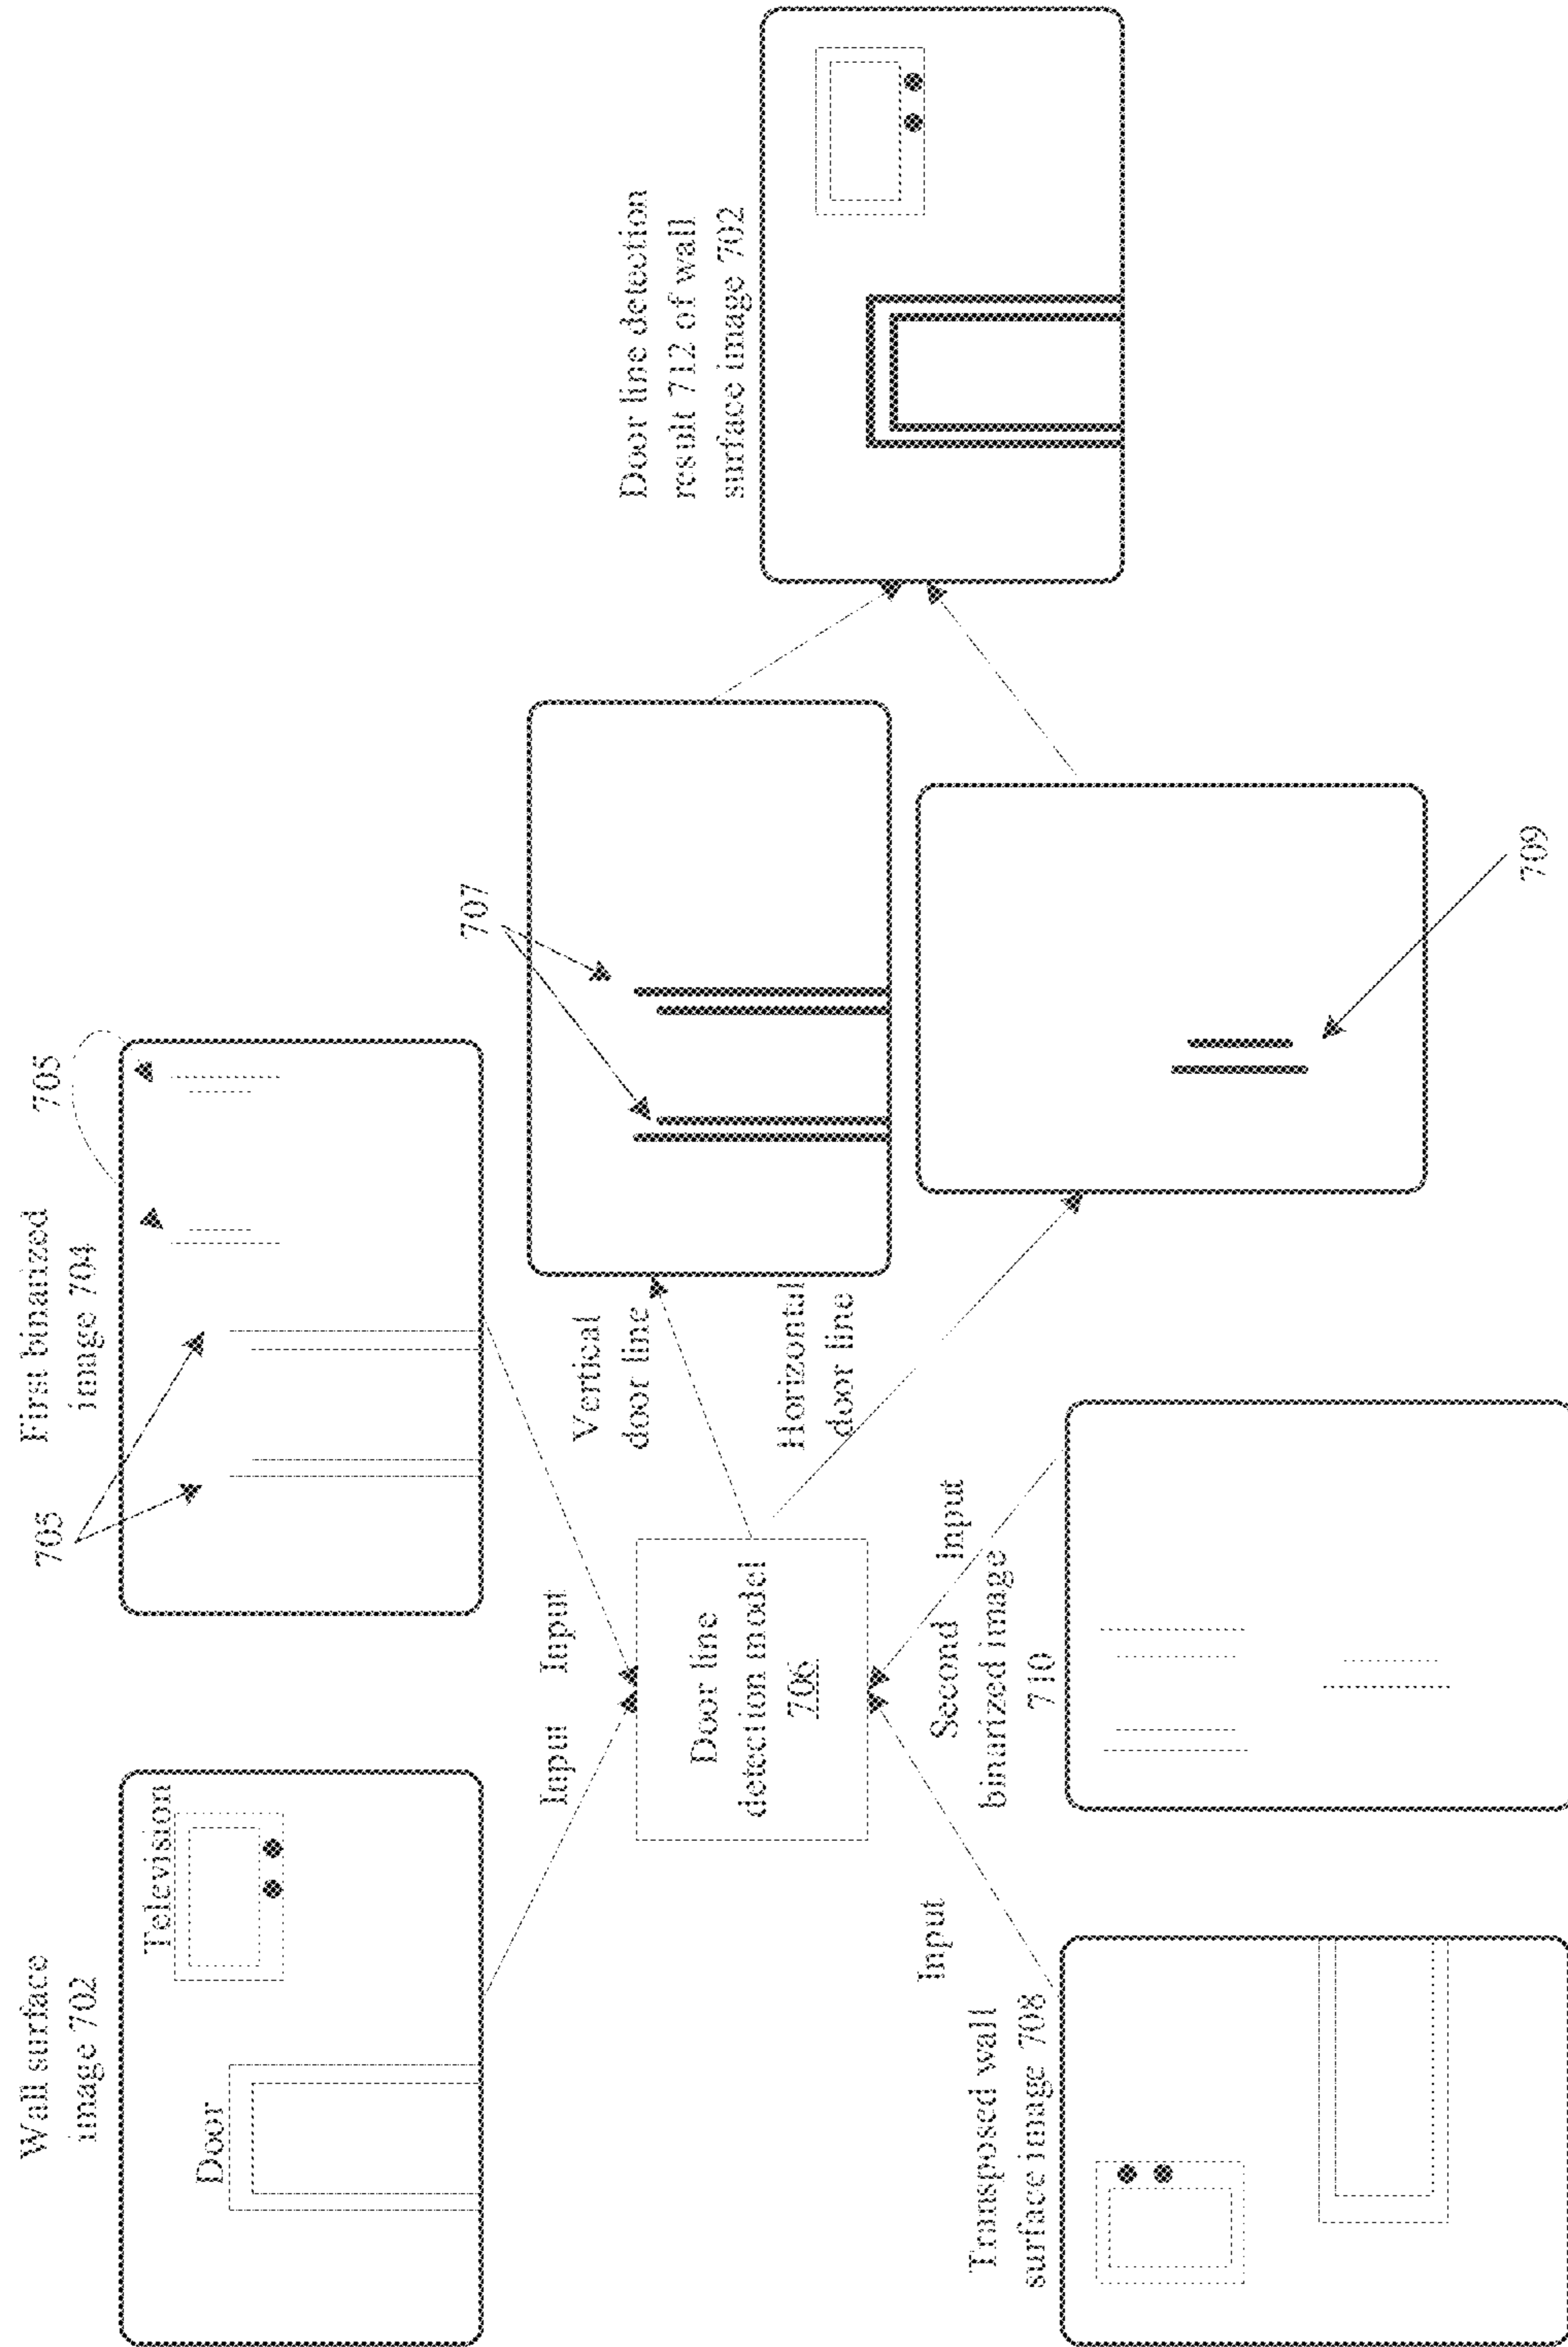 Wall surface
image 702
Door
Television
705
First binarized
image 704
705
Input
Input
Door line
detection model
706
Vertical
door line
Horizontal
door line
707
709
Door line detection
result 712 of wall
surface image 702
Transposed wall
surface image 708
Input
Second
binarized image
710
Input